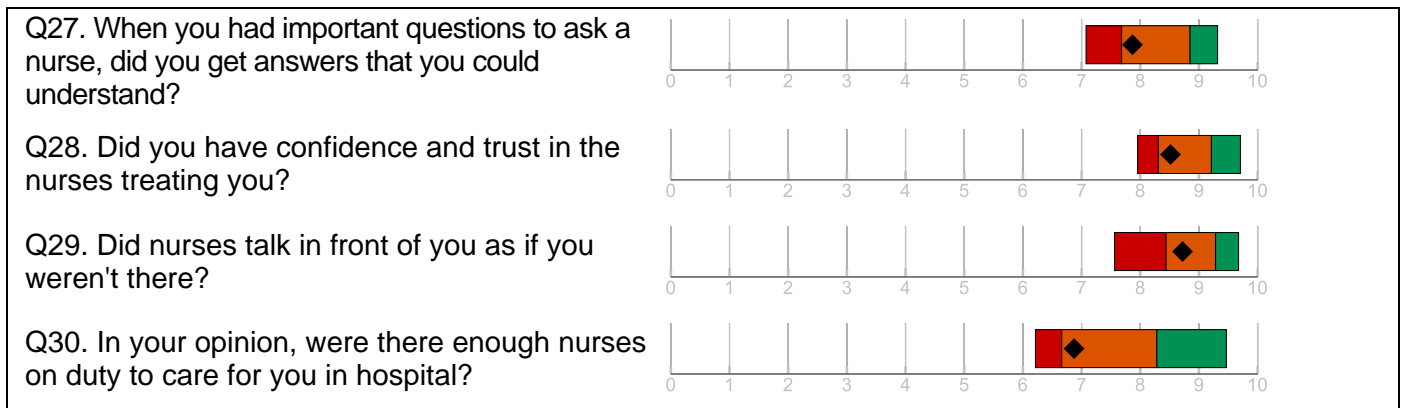 Q27. When you had important questions to ask a
nurse, did you get answers that you could
understand?
0 1 2 3 4 5 6 7 8 9 10
Q28. Did you have confidence and trust in the
nurses treating you?
0 1 2 3 4 5 6 7 8 9 10
Q29. Did nurses talk in front of you as if you
weren't there?
0 1 2 3 4 5 6 7 8 9 10
Q30. In your opinion, were there enough nurses
on duty to care for you in hospital?
0 1 2 3 4 5 6 7 8 9 10